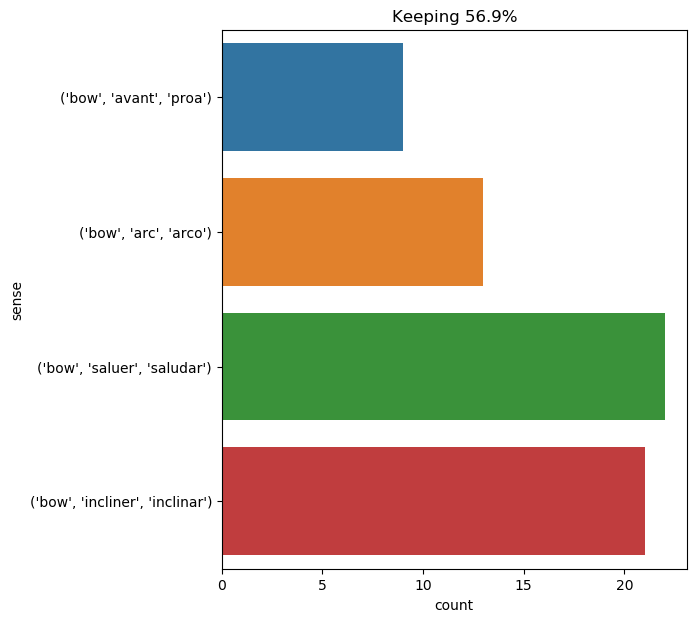 Keeping 56.9%
('bow', 'avant', 'proa')
('bow', 'arc', 'arco')
('bow', 'saluer', 'saludar')
('bow', 'incliner', 'inclinar')
sense
0 5 10 15 20
count